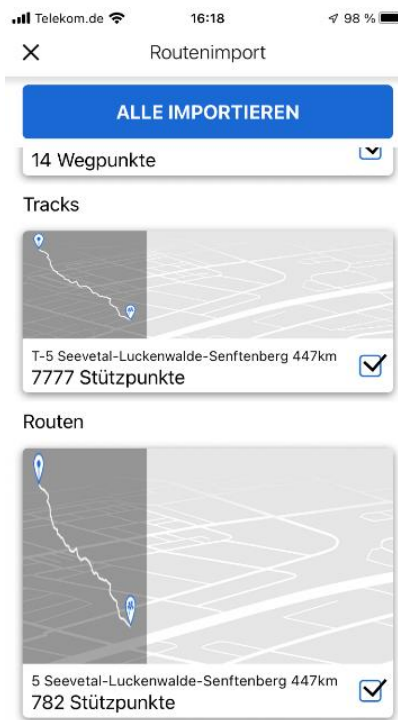 Telekom.de 16:18 98 %
Routenimport
ALLE IMPORTIEREN
14 Wegpunkte
Tracks
T-5 Seevetal-Luckenwalde-Senftenberg 447km
7777 Stützpunkte
Routen
5 Seevetal-Luckenwalde-Senftenberg 447km
782 Stützpunkte